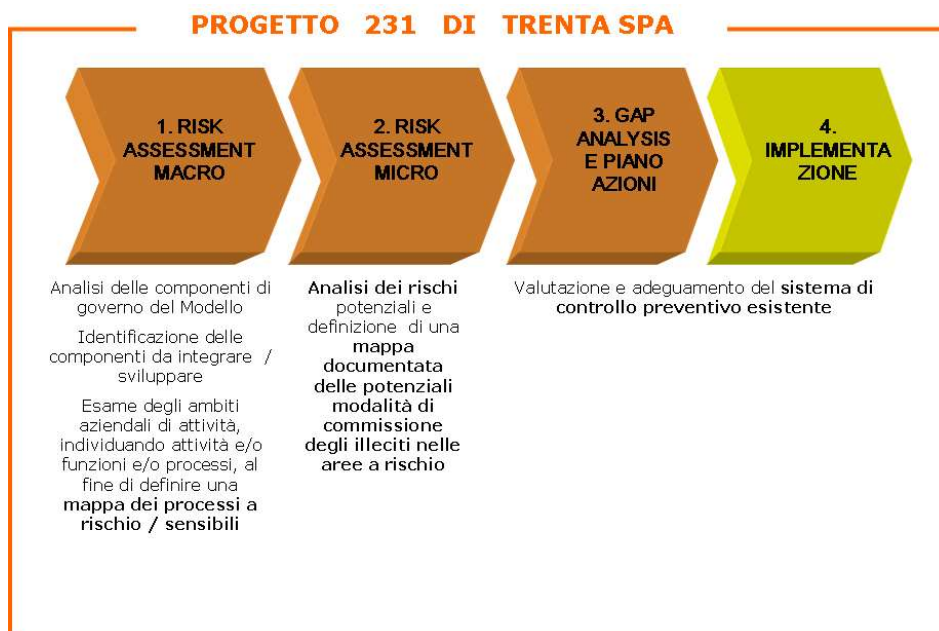 PROGETTO 231 DI TRENTA SPA
1. RISK
ASSESSMENT
MACRO
2. RISK
ASSESSMENT
MICRO
3. GAP
ANALYSIS
E PIANO
AZIONI
4.
IMPLEMENTA
ZIONE
Analisi delle componenti di
governo del Modello
Identificazione delle
componenti da integrare /
sviluppare
Esame degli ambiti
aziendali di attività,
individuando attività e/o
funzioni e/o processi, al
fine di definire una
mappa dei processi a
rischio / sensibili
Analisi dei rischi
potenziali e
definizione di una
mappa
documentata
delle potenziali
modalità di
commissione
degli illeciti nelle
aree a rischio
Valutazione e adeguamento del sistema di
controllo preventivo esistente